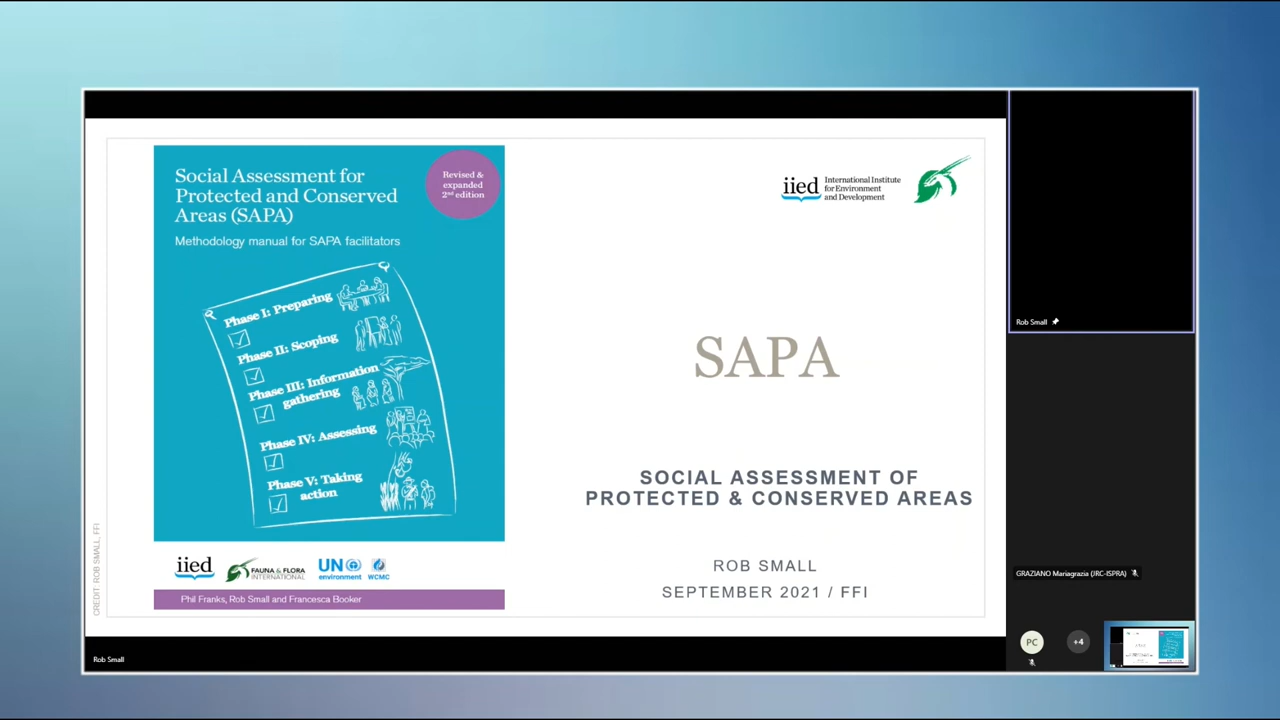 Social Assessment for
Protected and Conserved
Areas (SAPA)
Methodology manual for SAPA facilitators
Revised &
expanded
2nd edition
Phase I: Preparing
Phase II: Scoping
Phase III: Information
gathering
Phase IV: Assessing
Phase V: Taking
action
iied
FAUNA & FLORA
INTERNATIONAL
UN
environment
WCMC
Phil Franks, Rob Small and Francesca Booker
CREDIT: ROB SMALL, FFI
iied
International Institute
for Environment
and Development
SAPA
SOCIAL ASSESSMENT OF
PROTECTED & CONSERVED AREAS
ROB SMALL
SEPTEMBER 2021 / FFI
Rob Small
Rob Small
GRAZIANO Mariagrazia (JRC-ISPRA)
PC
+4